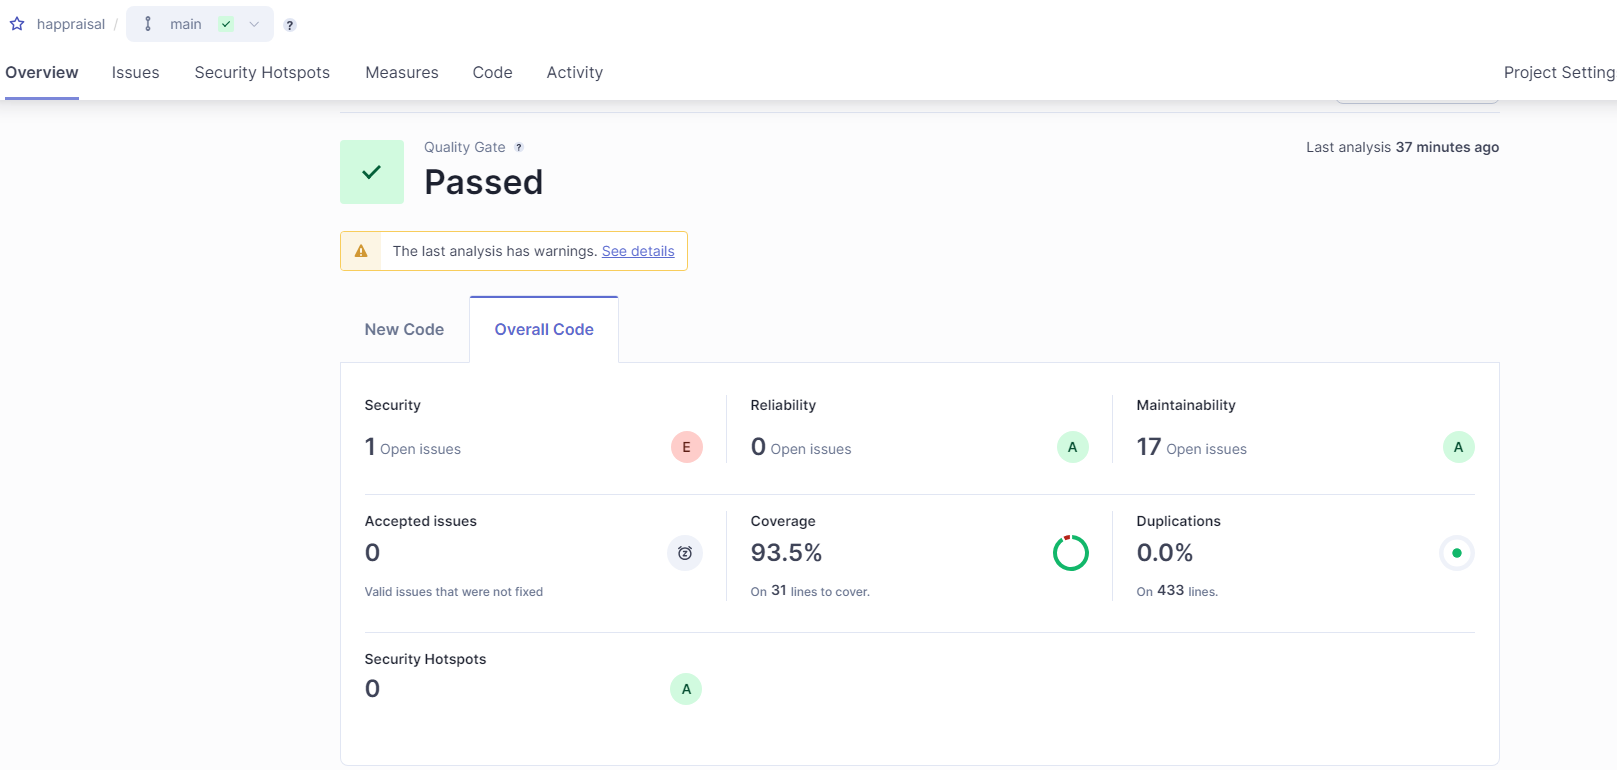 happraisal / main ?
Overview Issues Security Hotspots Measures Code Activity Project Setting
Quality Gate ? Last analysis 37 minutes ago
Passed
The last analysis has warnings. See details
New Code Overall Code
Security Reliability Maintainability
1 Open issues E 0 Open issues A 17 Open issues A
Accepted issues Coverage Duplications
0 93.5% 0.0%
Valid issues that were not fixed On 31 lines to cover. On 433 lines.
Security Hotspots
0 A